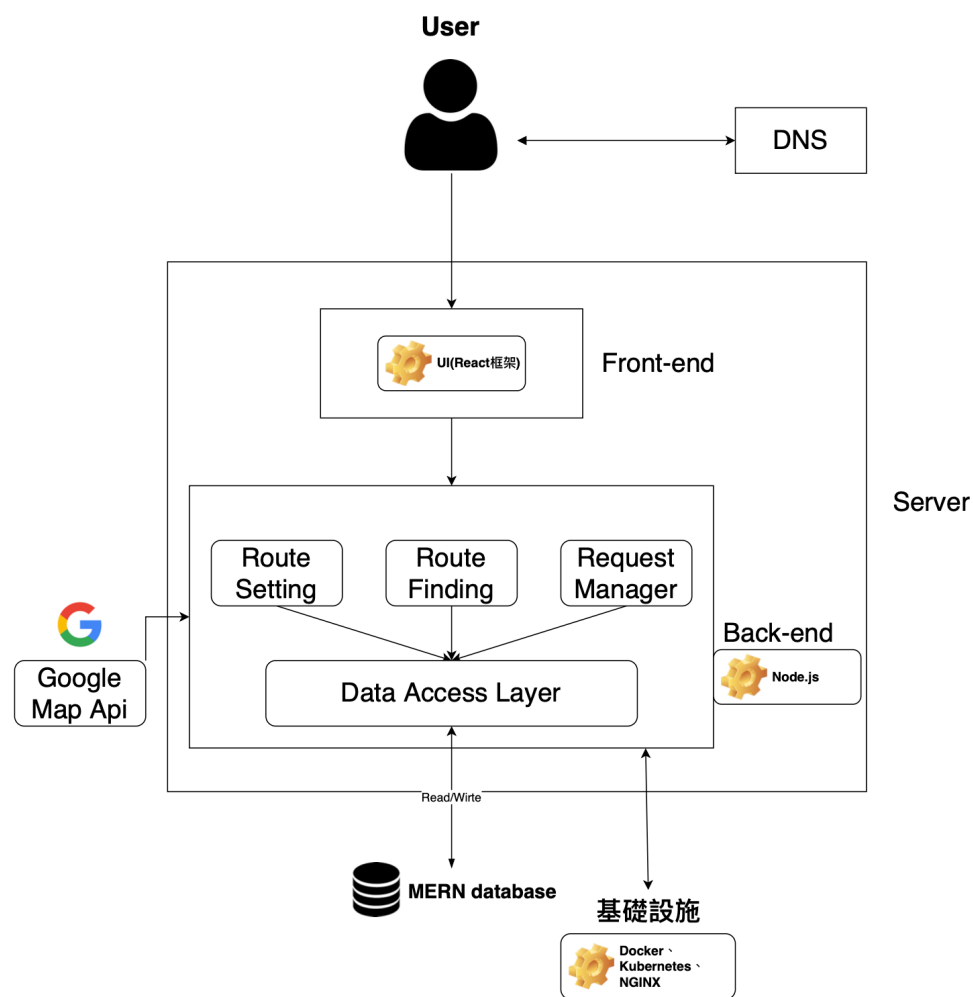 User
DNS
UI(React框架)
Front-end
Server
Route
Setting
Route
Finding
Request
Manager
Back-end
Node.js
Google
Map Api
Data Access Layer
Read/Wirte
MERN database
基礎設施
Docker、
Kubernetes、
NGINX